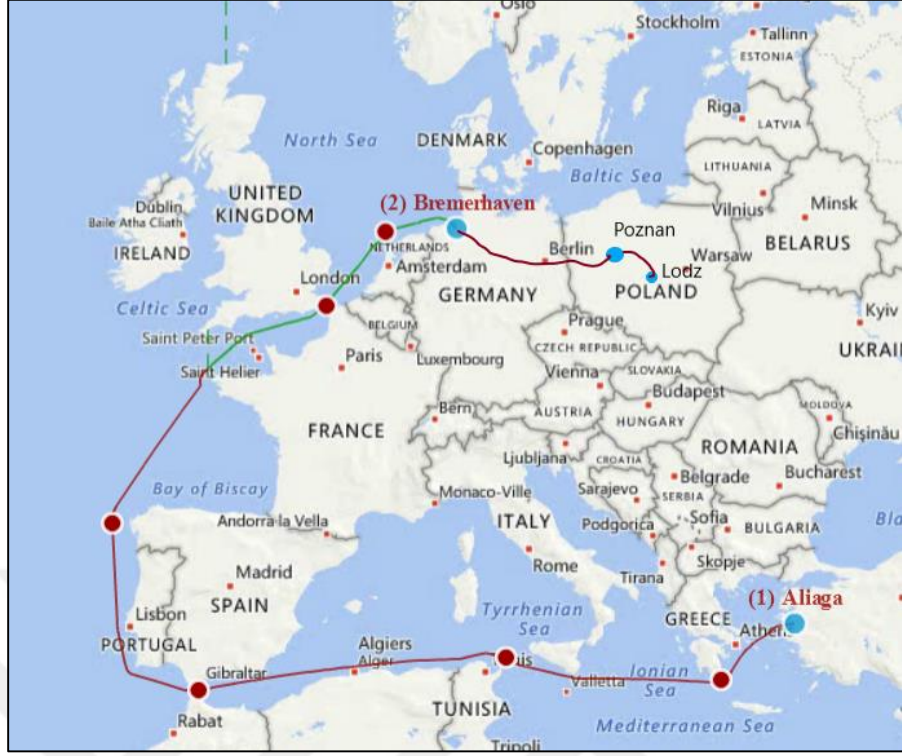 Oslo
Stockholm
Tallinn
ESTONIA
North Sea
DENMARK
Riga
LATVIA
Copenhagen
Baltic Sea
LITHUANIA
UNITED
KINGDOM
Dublin
Baile Átha Cliath
IRELAND
(2) Bremerhaven
Vilnius
Minsk
BELARUS
NETHERLANDS
Amsterdam
Berlin
Poznan
Warsaw
Lodz
POLAND
London
Celtic Sea
GERMANY
BELGIUM
Saint Peter Port
Saint Helier
Paris
Luxembourg
Prague
CZECH REPUBLIC
Kyiv
UKRAI
Vienna
SLOVAKIA
Budapest
Bern
AUSTRIA
HUNGARY
MOLDOVA
Chișinău
FRANCE
Ljubljana
CROATIA
ROMANIA
Bucharest
Bay of Biscay
Monaco-Ville
Sarajevo
Belgrade
SERBIA
Andorra la Vella
ITALY
Podgorica
Sofia
BULGARIA
Bla
Rome
Skopje
Tirana
Madrid
SPAIN
Lisbon
PORTUGAL
Tyrrhenian
Sea
GREECE
(1) Aliaga
Athens
Algiers
Alger
Gibraltar
Ionian
Sea
Valletta
TUNISIA
Rabat
Mediterranean Sea
Tripoli